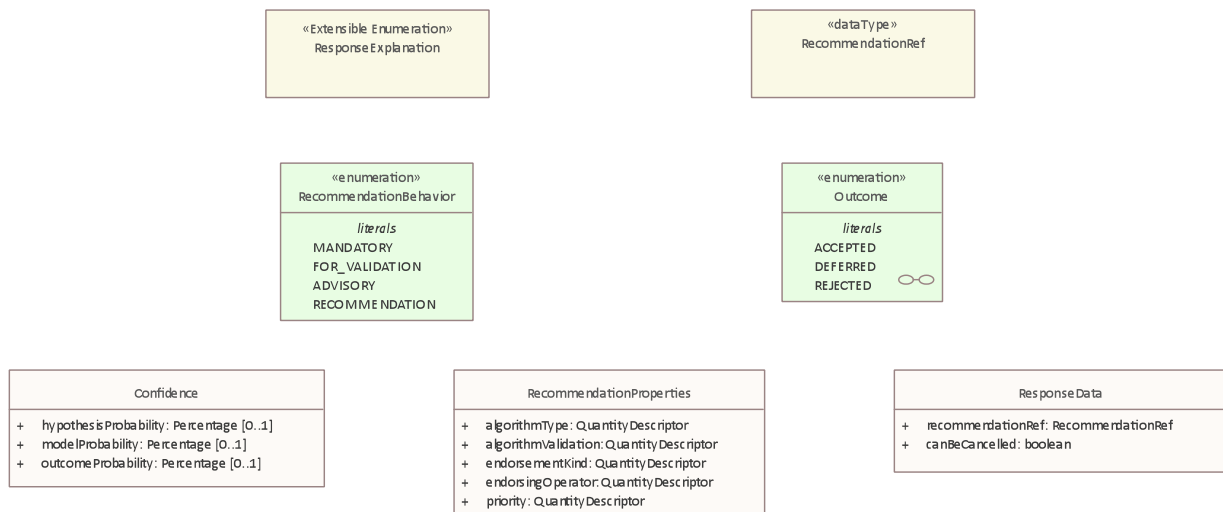 «Extensible Enumeration»
ResponseExplanation
«dataType»
RecommendationRef
«enumeration»
RecommendationBehavior
literals
MANDATORY
FOR_VALIDATION
ADVISORY
RECOMMENDATION
«enumeration»
Outcome
literals
ACCEPTED
DEFERRED
REJECTED
Confidence
+ hypothesisProbability: Percentage [0..1]
+ modelProbability: Percentage [0..1]
+ outcomeProbability: Percentage [0..1]
RecommendationProperties
+ algorithmType: QuantityDescriptor
+ algorithmValidation: QuantityDescriptor
+ endorsementKind: QuantityDescriptor
+ endorsingOperator: QuantityDescriptor
+ priority: QuantityDescriptor
ResponseData
+ recommendationRef: RecommendationRef
+ canBeCancelled: boolean